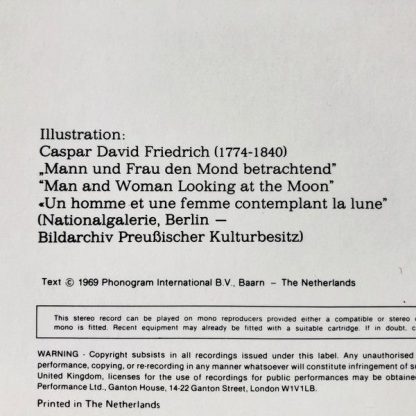 Illustration:
Caspar David Friedrich (1774-1840)
„Mann und Frau den Mond betrachtend”
“Man and Woman Looking at the Moon”
«Un homme et une femme contemplant la lune”
(Nationalgalerie, Berlin –
Bildarchiv Preußischer Kulturbesitz)
Text ⓒ 1969 Phonogram International B.V., Baarn – The Netherlands
This stereo record can be played on mono reproducers provided either a compatible or stereo
mono is fitted. Recent equipment may already be fitted with a suitable cartridge. If in doubt,
WARNING - Copyright subsists in all recordings issued under this label. Any unauthorised
performance, copying, or re-recording in any manner whatsoever will constitute infringement of
United Kingdom, licenses for the use of recordings for public performances may be obtained
Performance Ltd., Ganton House, 14-22 Ganton Street, London W1V1LB.
Printed in The Netherlands